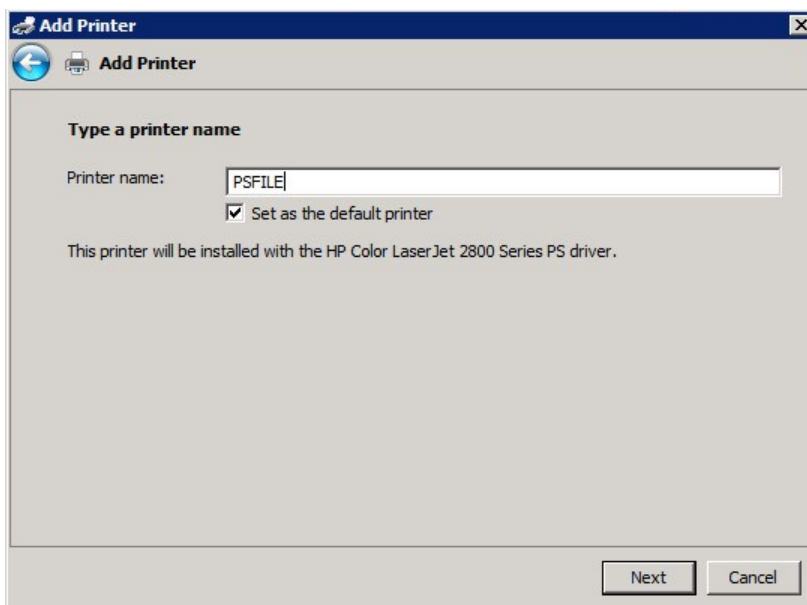 Add Printer
Add Printer
Type a printer name
Printer name: PSFILE
Set as the default printer
This printer will be installed with the HP Color LaserJet 2800 Series PS driver.
Next Cancel